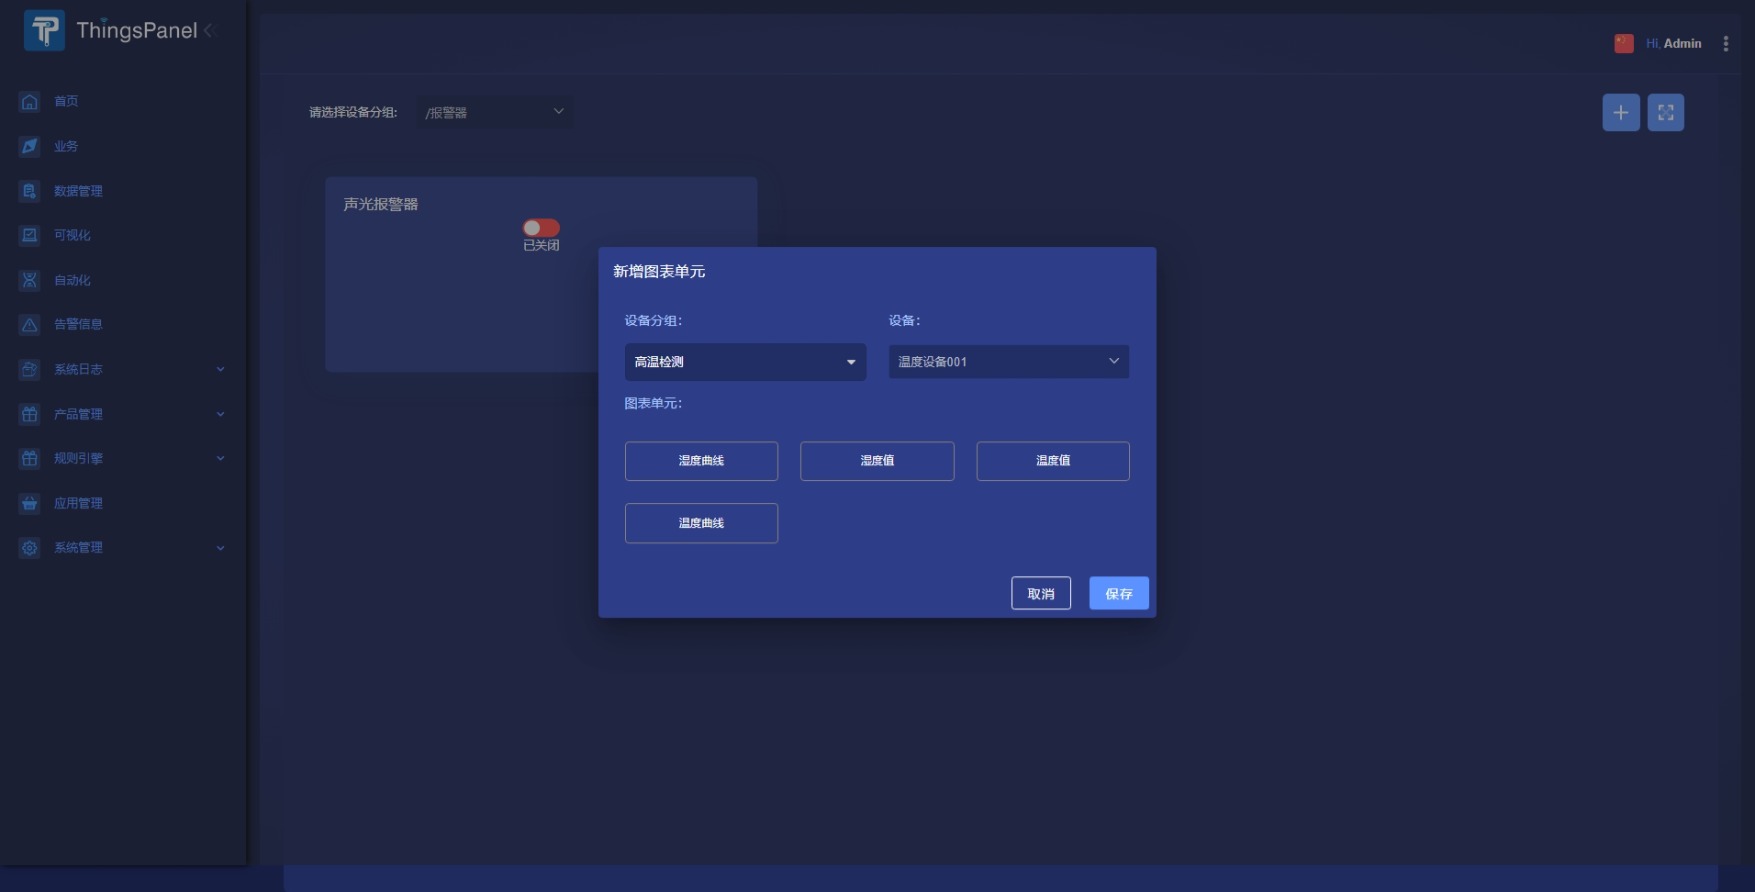 ThingsPanel
Hi, Admin
首页
业务
数据管理
可视化
自动化
告警信息
系统日志
产品管理
规则引擎
应用管理
系统管理
请选择设备分组:
/报警器
声光报警器
已关闭
新增图表单元
设备分组：
设备：
高温检测
温度设备001
图表单元：
湿度曲线
湿度值
温度值
温度曲线
取消
保存